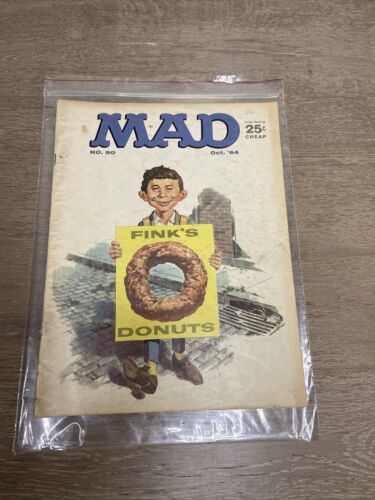 MAD
OUR PRICE
25¢
CHEAP
NO. 90
Oct. '64
FINK'S
DONUTS